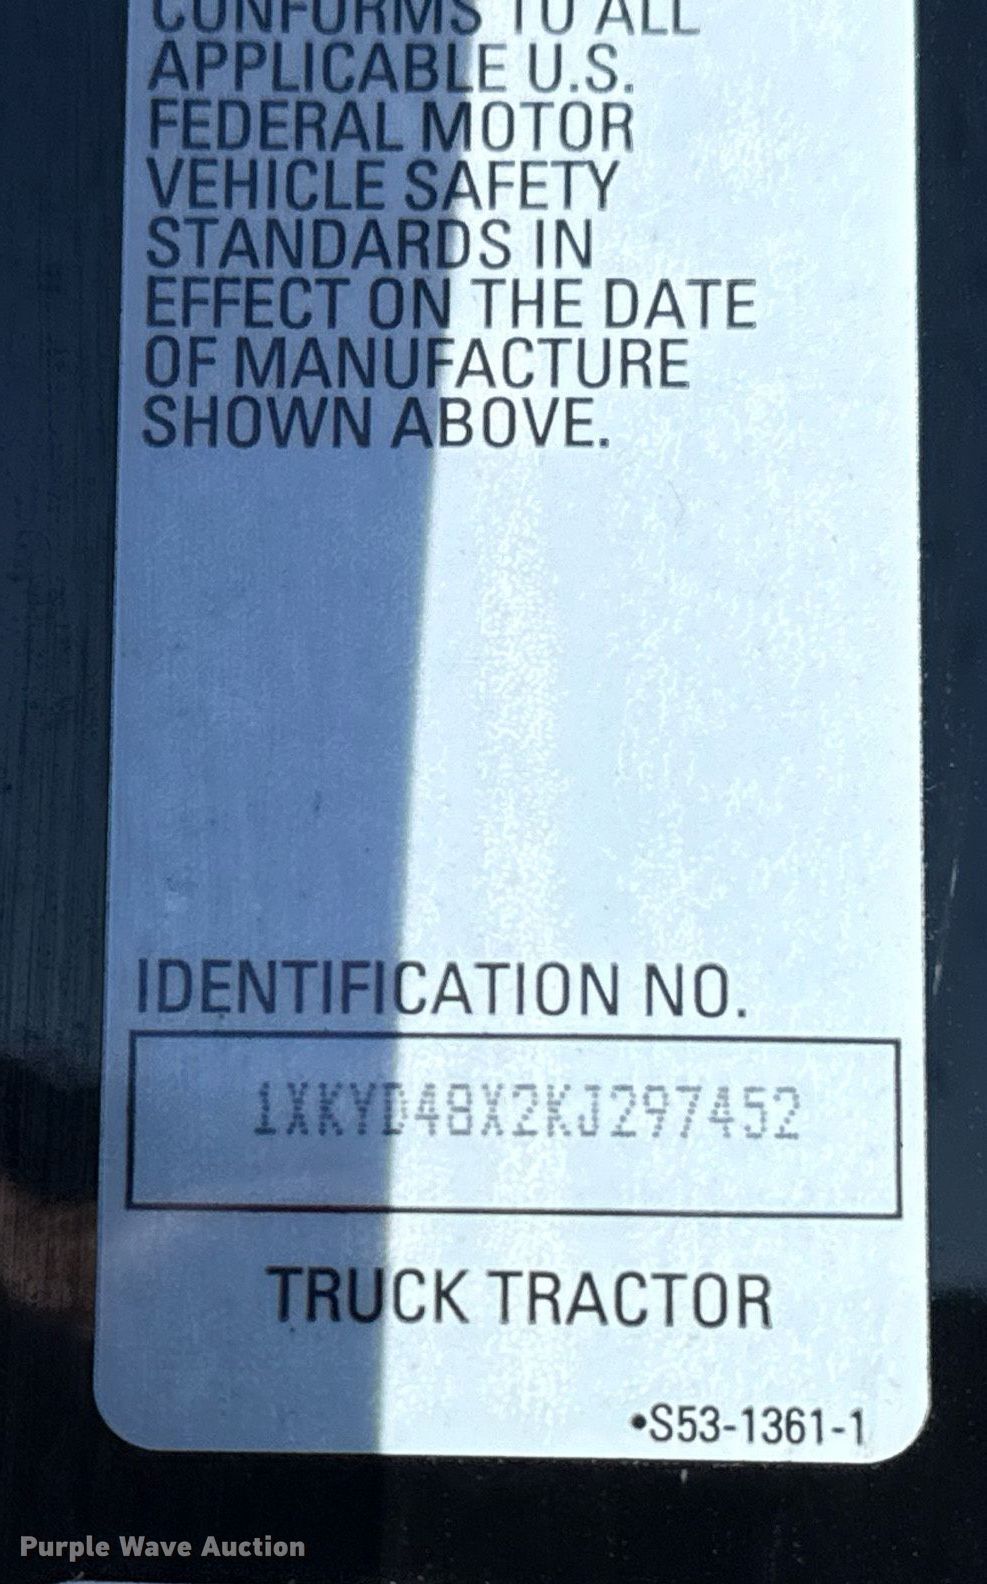 CONFORMS TO ALL
APPLICABLE U.S.
FEDERAL MOTOR
VEHICLE SAFETY
STANDARDS IN
EFFECT ON THE DATE
OF MANUFACTURE
SHOWN ABOVE.
IDENTIFICATION NO.
1XKYD48X2KJ297452
TRUCK TRACTOR
•S53-1361-1
Purple Wave Auction